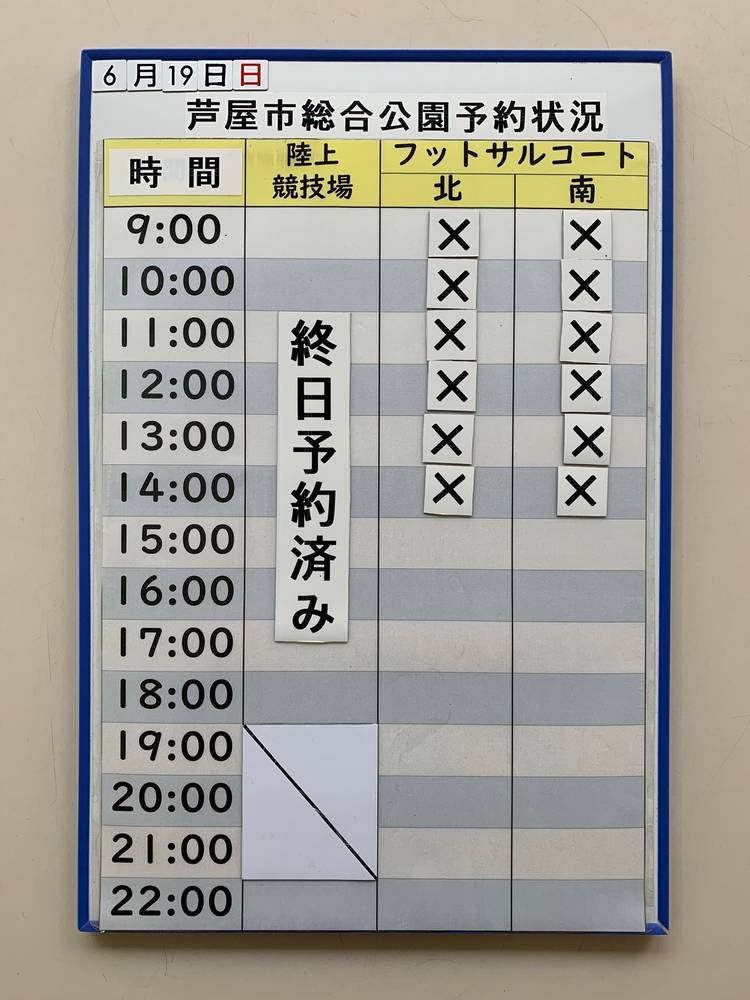 6月19日日
芦屋市総合公園予約状況
時間 陸上競技場 フットサルコート
北 南
9:00 × ×
10:00 × ×
11:00 × ×
12:00 × ×
13:00 × ×
14:00 × ×
15:00
16:00
17:00
18:00
19:00
20:00
21:00
22:00
終日予約済み